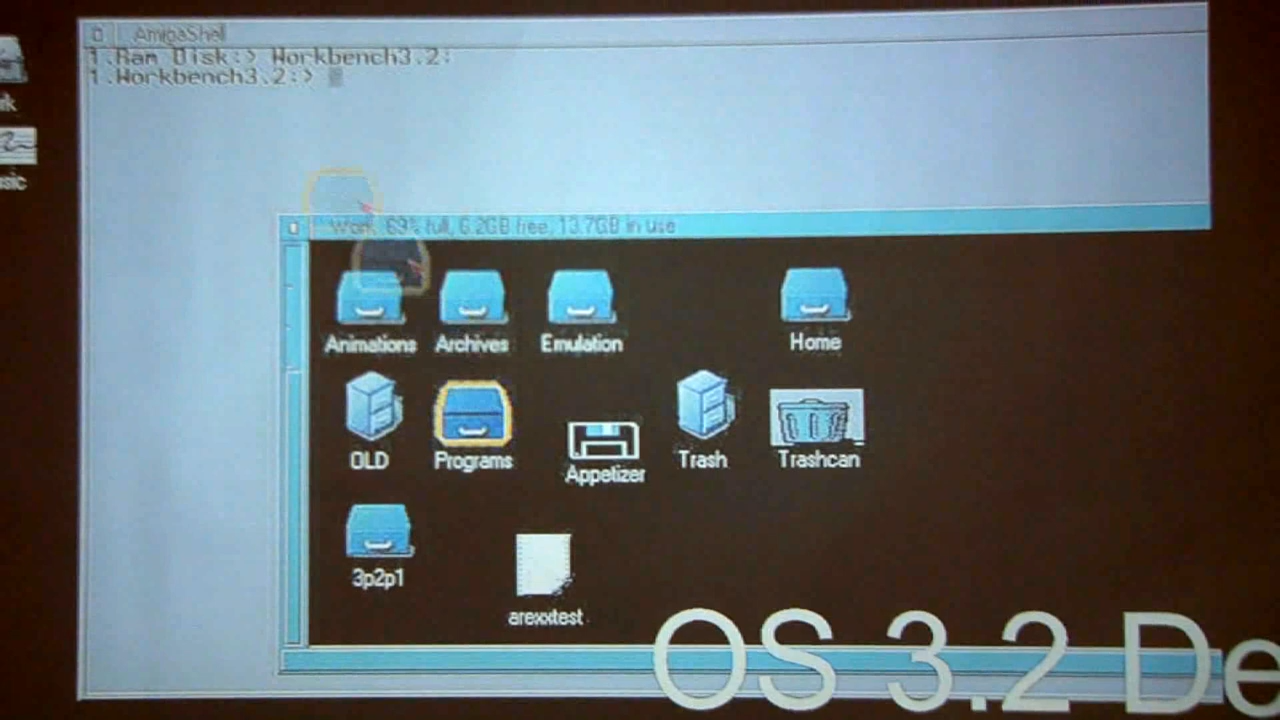 AmigaShell
1.Ram Disk:> Workbench3.2:
1.Workbench3.2:>
Work, 69% full, 6.2GB free, 13.7GB in use
Animations Archives Emulation Home
OLD Programs Appetizer Trash Trashcan
3p2p1 arexxtest
OS 3.2 De